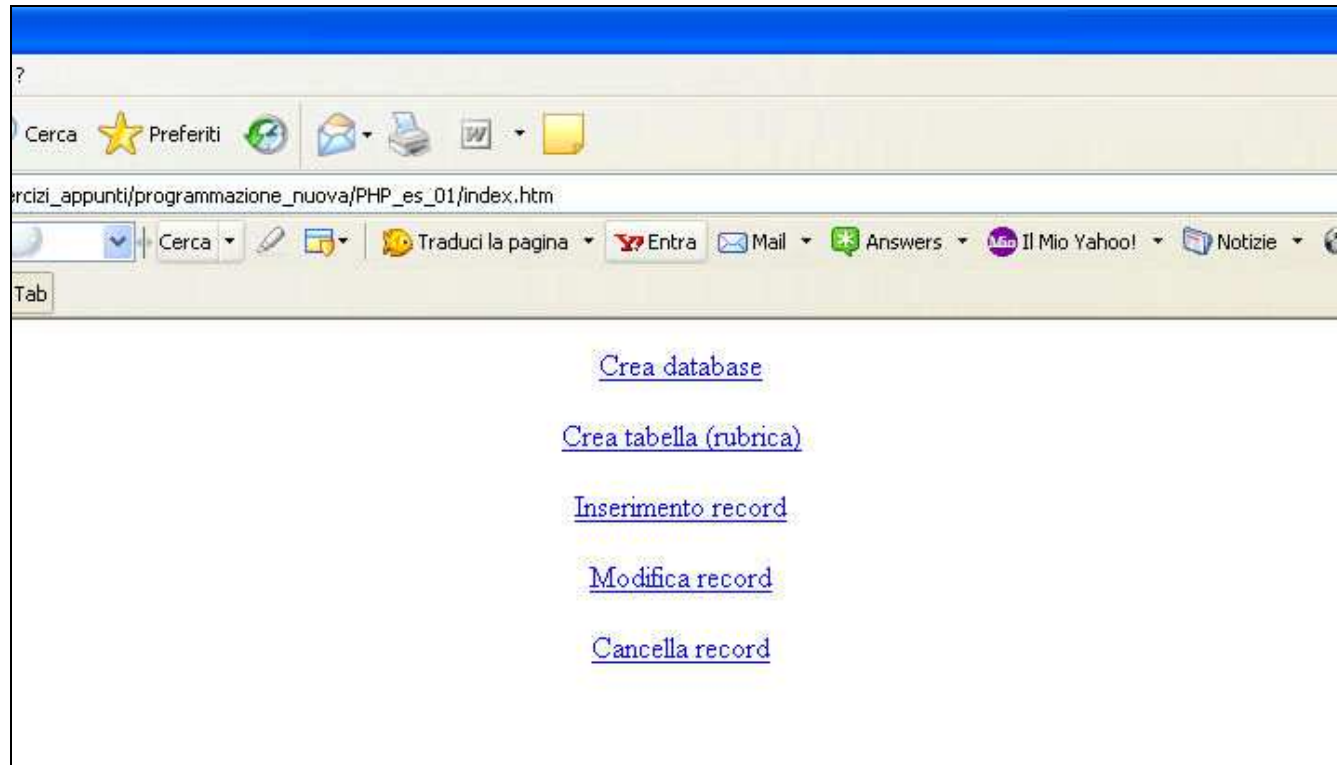 ?
Cerca Preferiti
ercizi_appunti/programmazione_nuova/PHP_es_01/index.htm
Cerca Traduci la pagina Entra Mail Answers Il Mio Yahoo! Notizie
Tab
Crea database
Crea tabella (rubrica)
Inserimento record
Modifica record
Cancella record